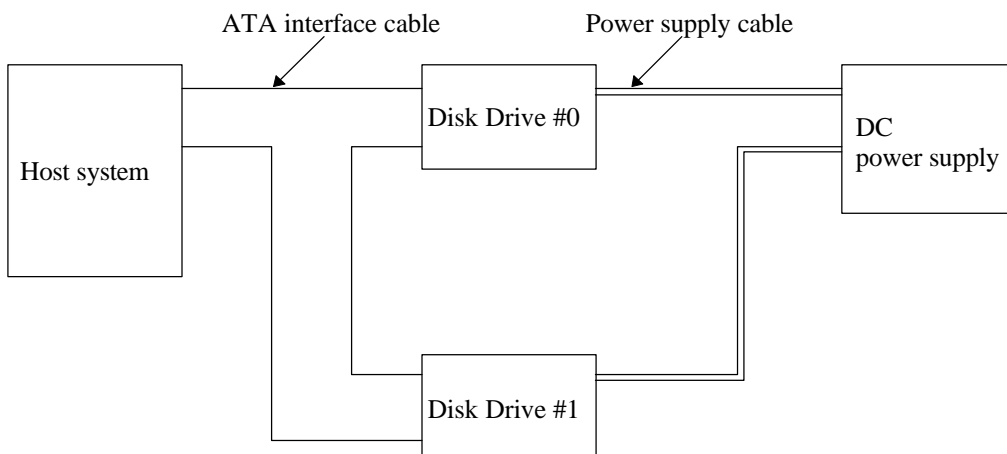 ATA interface cable
Power supply cable
Host system
Disk Drive #0
DC
power supply
Disk Drive #1